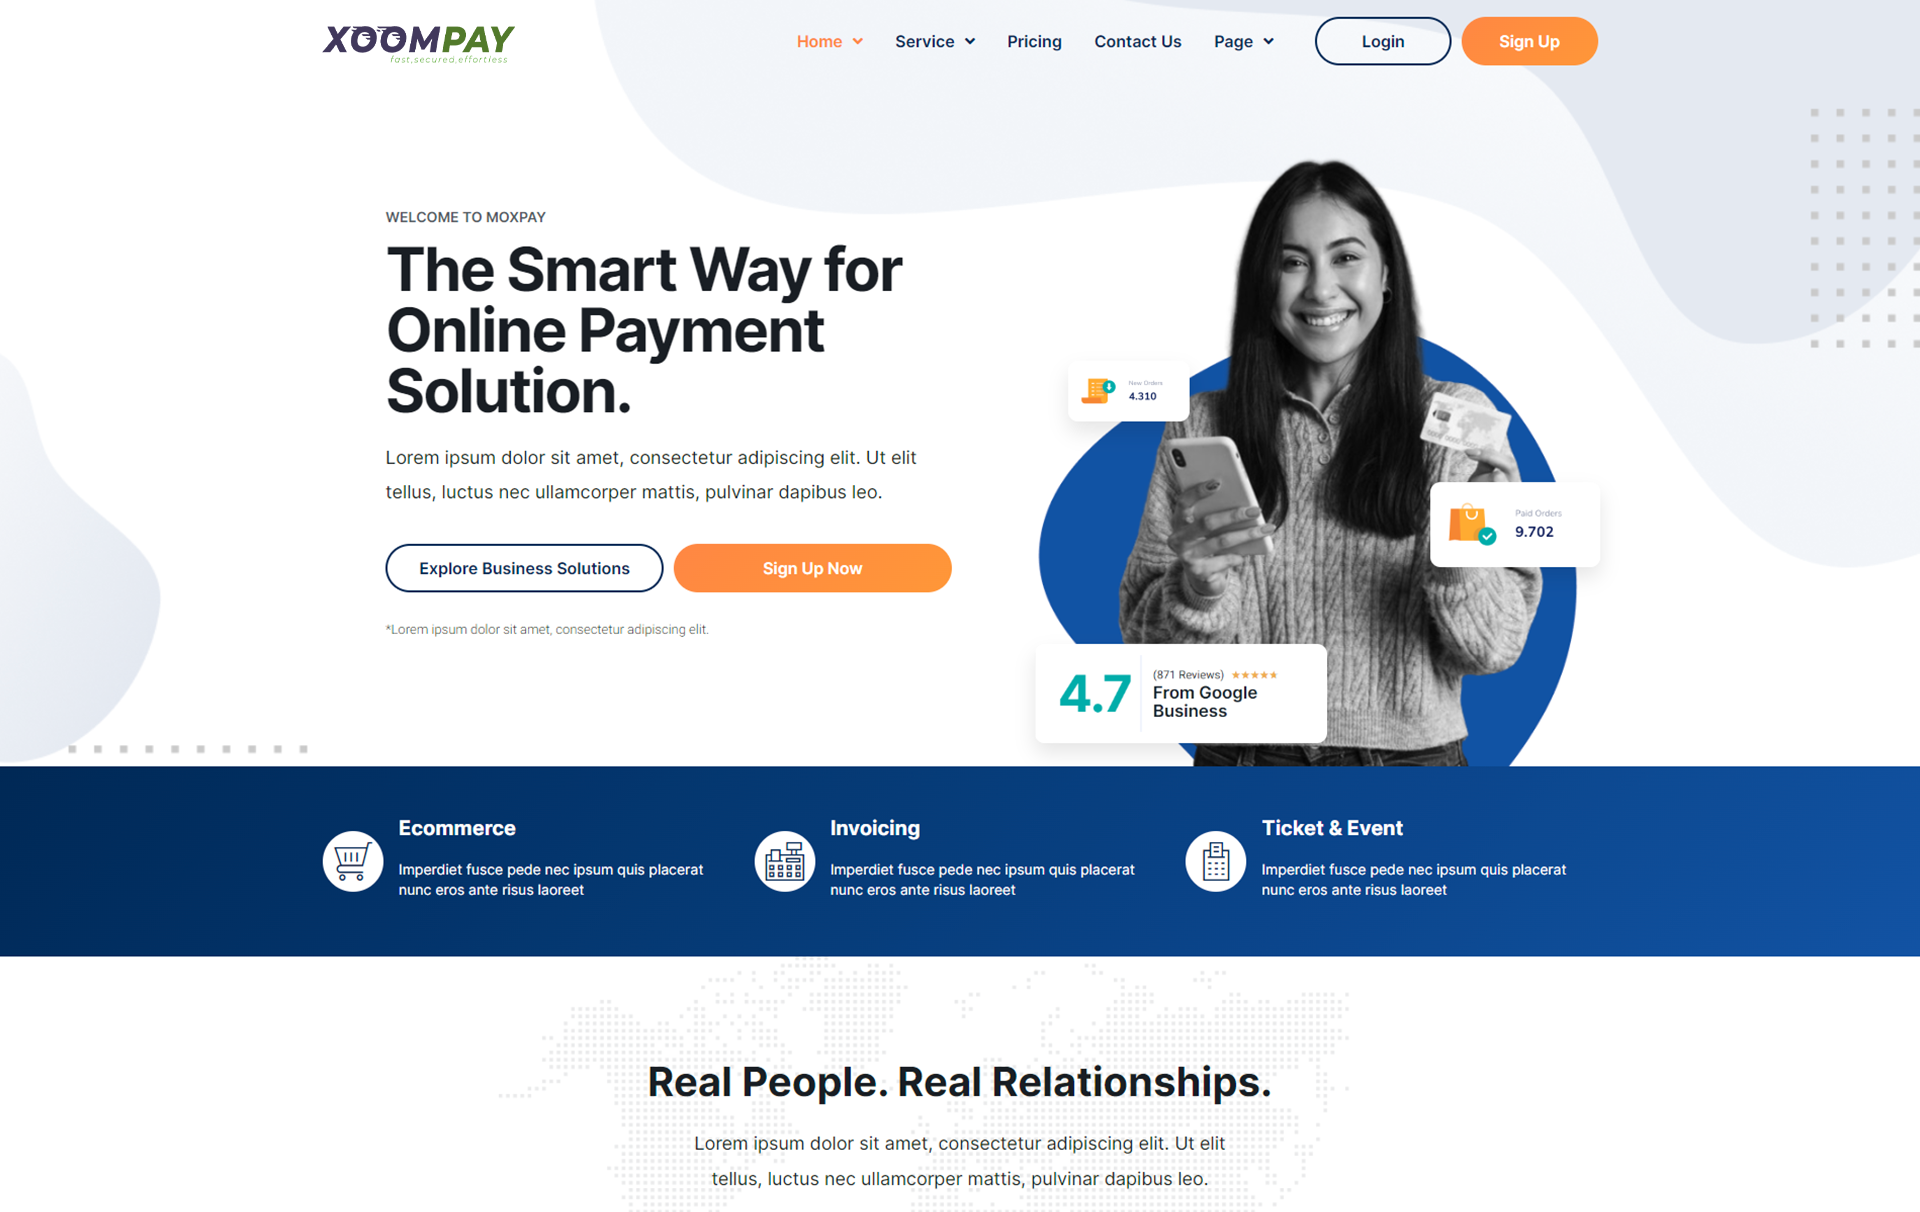 XOOMPAY
fast,secured,effortless
Home
Service
Pricing
Contact Us
Page
Login
Sign Up
WELCOME TO MOXPAY
The Smart Way for
Online Payment
Solution.
Lorem ipsum dolor sit amet, consectetur adipiscing elit. Ut elit
tellus, luctus nec ullamcorper mattis, pulvinar dapibus leo.
Explore Business Solutions
Sign Up Now
*Lorem ipsum dolor sit amet, consectetur adipiscing elit.
New Orders
4.310
Paid Orders
9.702
4.7
(871 Reviews)
From Google
Business
Ecommerce
Imperdiet fusce pede nec ipsum quis placerat
nunc eros ante risus laoreet
Invoicing
Imperdiet fusce pede nec ipsum quis placerat
nunc eros ante risus laoreet
Ticket & Event
Imperdiet fusce pede nec ipsum quis placerat
nunc eros ante risus laoreet
Real People. Real Relationships.
Lorem ipsum dolor sit amet, consectetur adipiscing elit. Ut elit
tellus, luctus nec ullamcorper mattis, pulvinar dapibus leo.